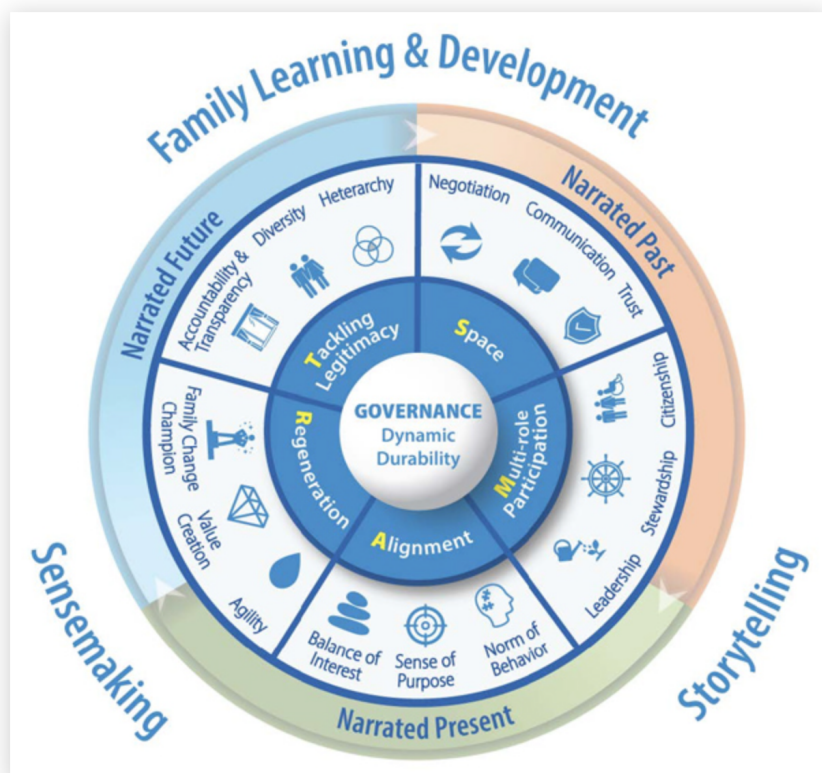 Family Learning & Development
Narrated Past
Narrated Present
Narrated Future
Storytelling
Sensemaking
Negotiation
Communication
Trust
Citizenship
Stewardship
Leadership
Norm of
Behavior
Sense of
Purpose
Balance of
Interest
Agility
Value
Creation
Family Change
Champion
Accountability &
Transparency
Diversity
Heterarchy
Space
Multi-role
Participation
Alignment
Regeneration
Tackling
Legitimacy
GOVERNANCE
Dynamic
Durability